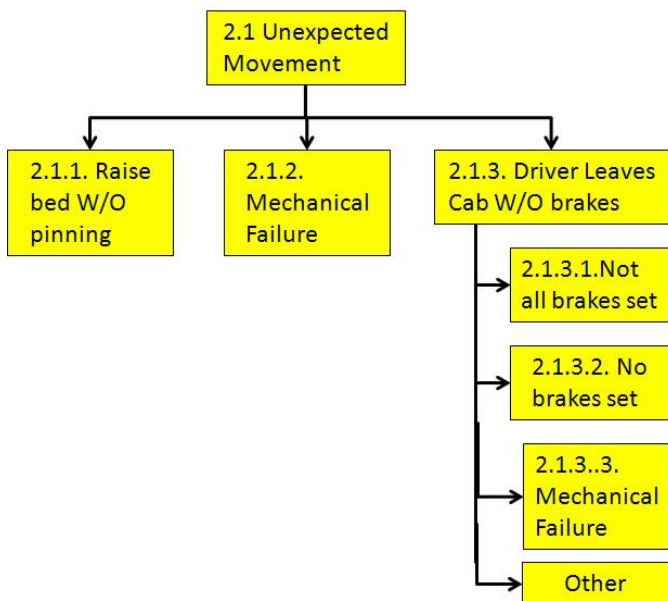 2.1 Unexpected
Movement
2.1.1. Raise
bed W/O
pinning
2.1.2.
Mechanical
Failure
2.1.3. Driver Leaves
Cab W/O brakes
2.1.3.1.Not
all brakes set
2.1.3.2. No
brakes set
2.1.3..3.
Mechanical
Failure
Other